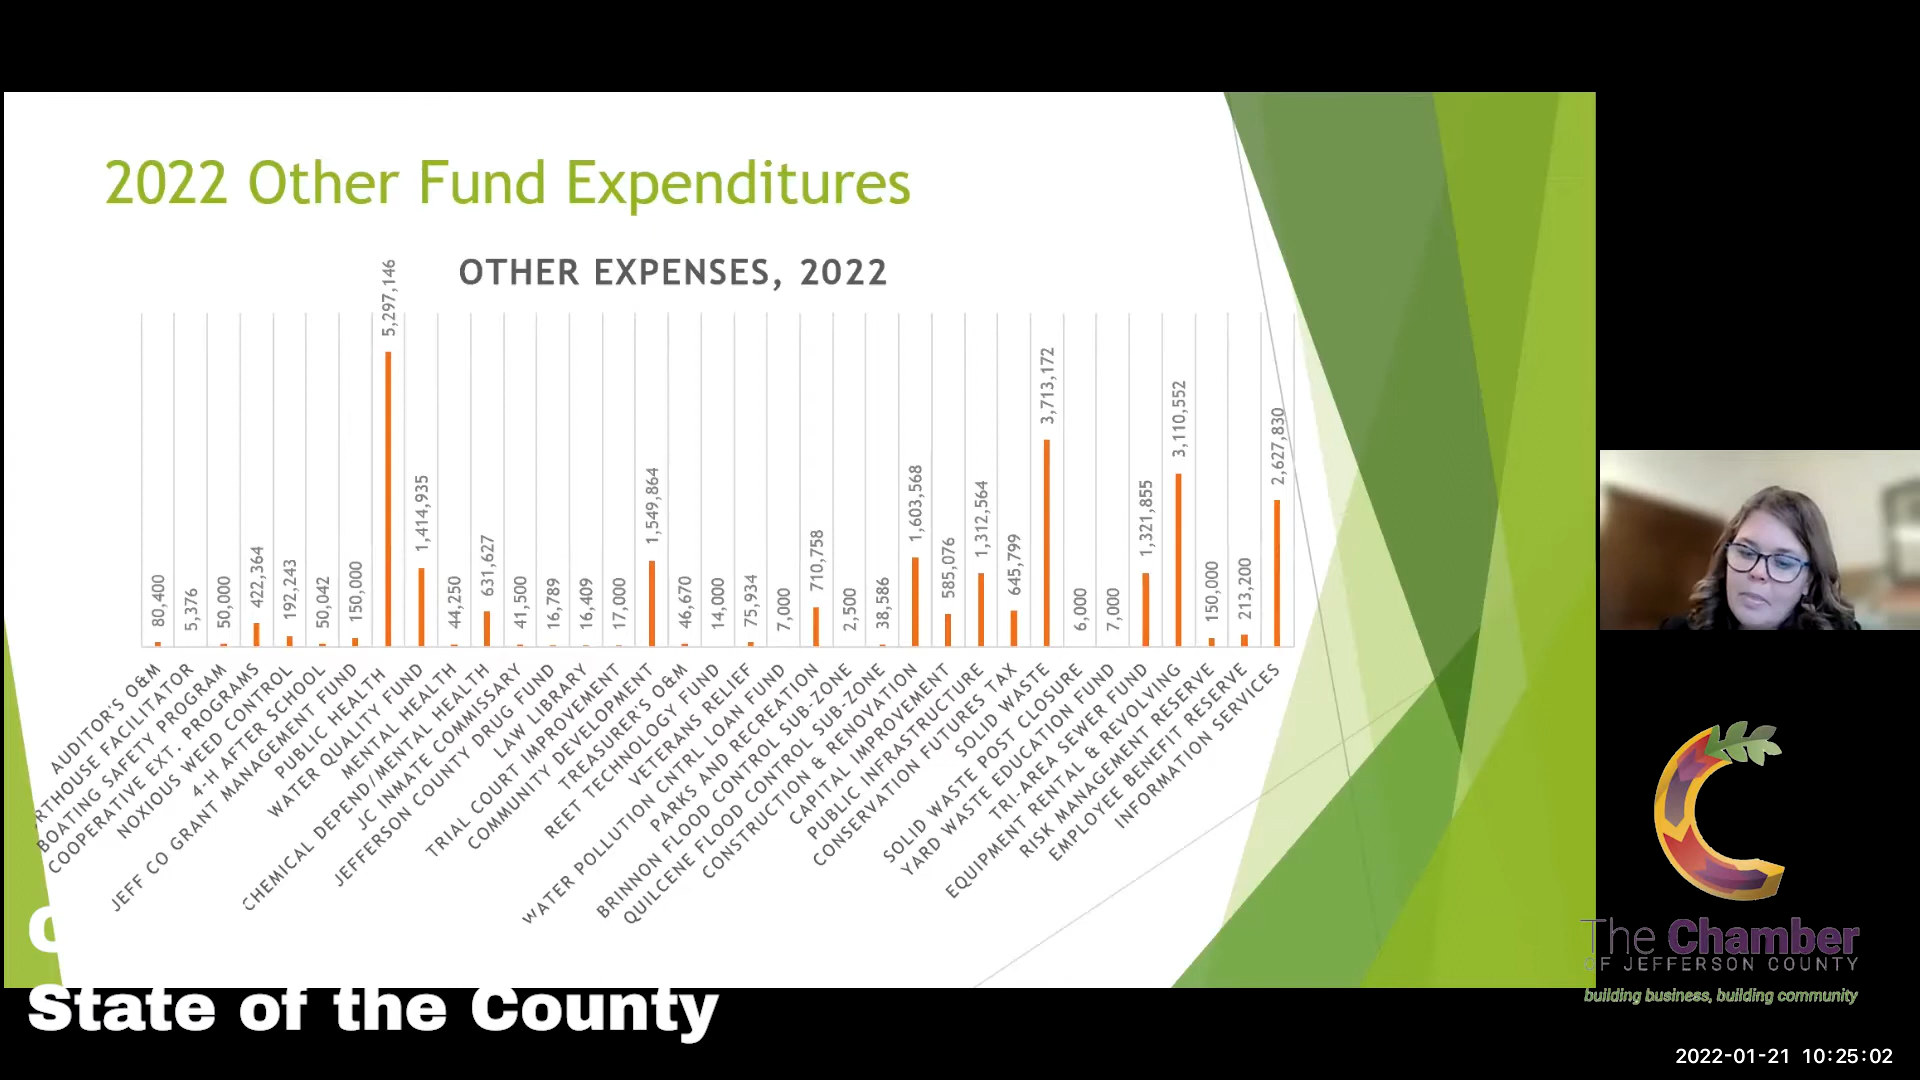 2022 Other Fund Expenditures
OTHER EXPENSES, 2022
80,400
5,376
50,000
422,364
192,243
50,042
150,000
5,297,146
1,414,935
44,250
631,627
41,500
16,789
16,409
17,000
1,549,864
46,670
14,000
75,934
7,000
710,758
2,500
38,586
1,603,568
585,076
1,312,564
645,799
3,713,172
6,000
7,000
1,321,855
3,110,552
150,000
213,200
2,627,830
AUDITOR'S O&M
RTHOUSE FACILITATOR
BOATING SAFETY PROGRAM
COOPERATIVE EXT. PROGRAMS
NOXIOUS WEED CONTROL
4-H AFTER SCHOOL
JEFF CO GRANT MANAGEMENT FUND
PUBLIC HEALTH
WATER QUALITY FUND
MENTAL HEALTH
CHEMICAL DEPEND/MENTAL HEALTH
JC INMATE COMMISSARY
JEFFERSON COUNTY DRUG FUND
LAW LIBRARY
TRIAL COURT IMPROVEMENT
COMMUNITY DEVELOPMENT
TREASURER'S O&M
REET TECHNOLOGY FUND
VETERANS RELIEF
WATER POLLUTION CNTRL LOAN FUND
PARKS AND RECREATION
BRINNON FLOOD CONTROL SUB-ZONE
QUILCENE FLOOD CONTROL SUB-ZONE
CONSTRUCTION & RENOVATION
CAPITAL IMPROVEMENT
PUBLIC INFRASTRUCTURE
CONSERVATION FUTURES TAX
SOLID WASTE
SOLID WASTE POST CLOSURE
YARD WASTE EDUCATION FUND
TRI-AREA SEWER FUND
EQUIPMENT RENTAL & REVOLVING
RISK MANAGEMENT RESERVE
EMPLOYEE BENEFIT RESERVE
INFORMATION SERVICES
State of the County
The Chamber
OF JEFFERSON COUNTY
building business, building community
2022-01-21 10:25:02